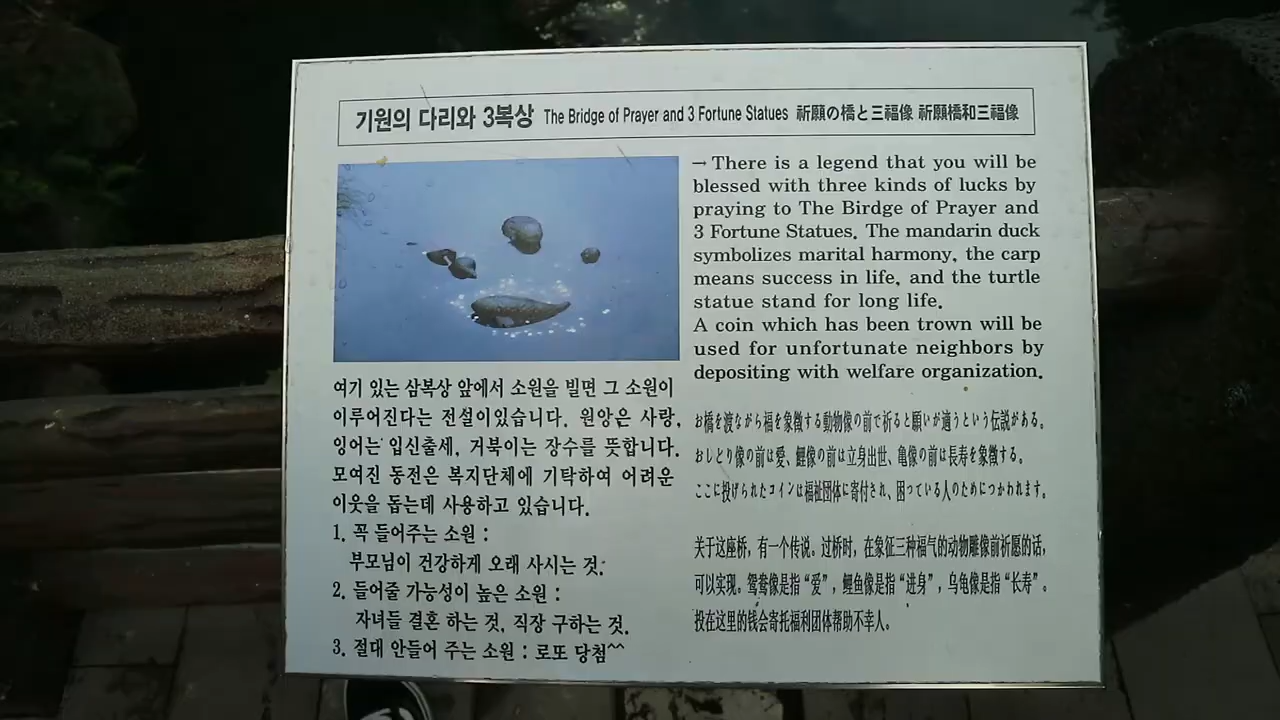 기원의 다리와 3복상 The Bridge of Prayer and 3 Fortune Statues 祈願の橋と三福像 祈願橋和三福像
여기 있는 삼복상 앞에서 소원을 빌면 그 소원이
이루어진다는 전설이있습니다. 원앙은 사랑,
잉어는 입신출세, 거북이는 장수를 뜻합니다.
모여진 동전은 복지단체에 기탁하여 어려운
이웃을 돕는데 사용하고 있습니다.
1. 꼭 들어주는 소원 :
부모님이 건강하게 오래 사시는 것.
2. 들어줄 가능성이 높은 소원 :
자녀들 결혼 하는 것, 직장 구하는 것.
3. 절대 안들어 주는 소원 : 로또 당첨^^
→ There is a legend that you will be
blessed with three kinds of lucks by
praying to The Birdge of Prayer and
3 Fortune Statues. The mandarin duck
symbolizes marital harmony, the carp
means success in life, and the turtle
statue stand for long life.
A coin which has been trown will be
used for unfortunate neighbors by
depositing with welfare organization.
お橋を渡ながら福を象徴する動物像の前で祈ると願いが適うという伝説がある。
おしどり像の前は愛、鯉像の前は立身出世、亀像の前は長寿を象徴する。
ここに投げられたコインは福祉団体に寄付され、困っている人のためにつかわれます。
关于这座桥，有一个传说。过桥时，在象征三种福气的动物雕像前祈愿的话，
可以实现。鸳鸯像是指“爱”，鲤鱼像是指“进身”，乌龟像是指“长寿”。
投在这里的钱会寄托福利团体帮助不幸人。